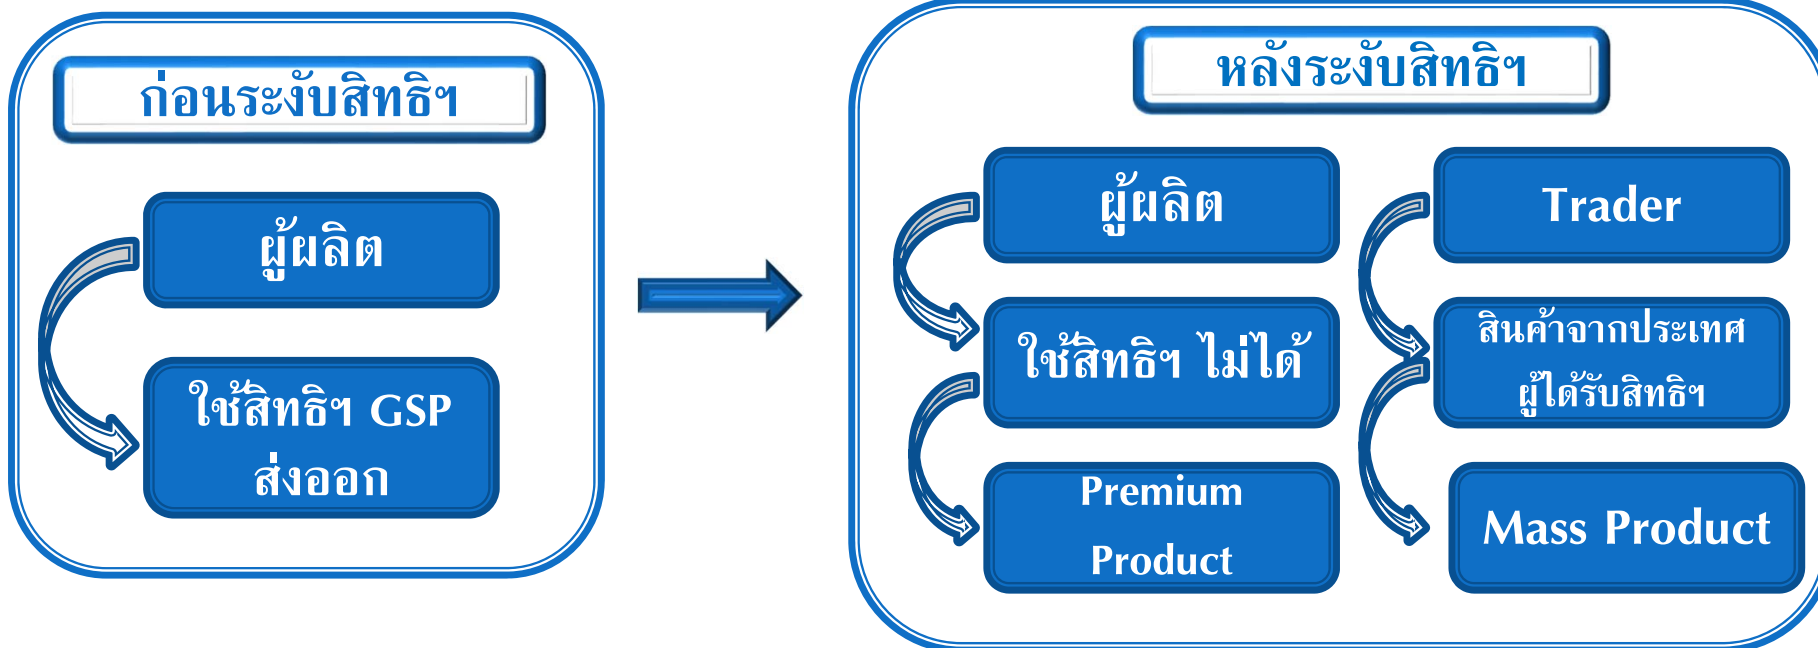 ก่อนระงับสิทธิฯ
ผู้ผลิต
ใช้สิทธิฯ GSP
ส่งออก
หลังระงับสิทธิฯ
ผู้ผลิต
ใช้สิทธิฯ ไม่ได้
Premium
Product
Trader
สินค้าจากประเทศ
ผู้ได้รับสิทธิฯ
Mass Product